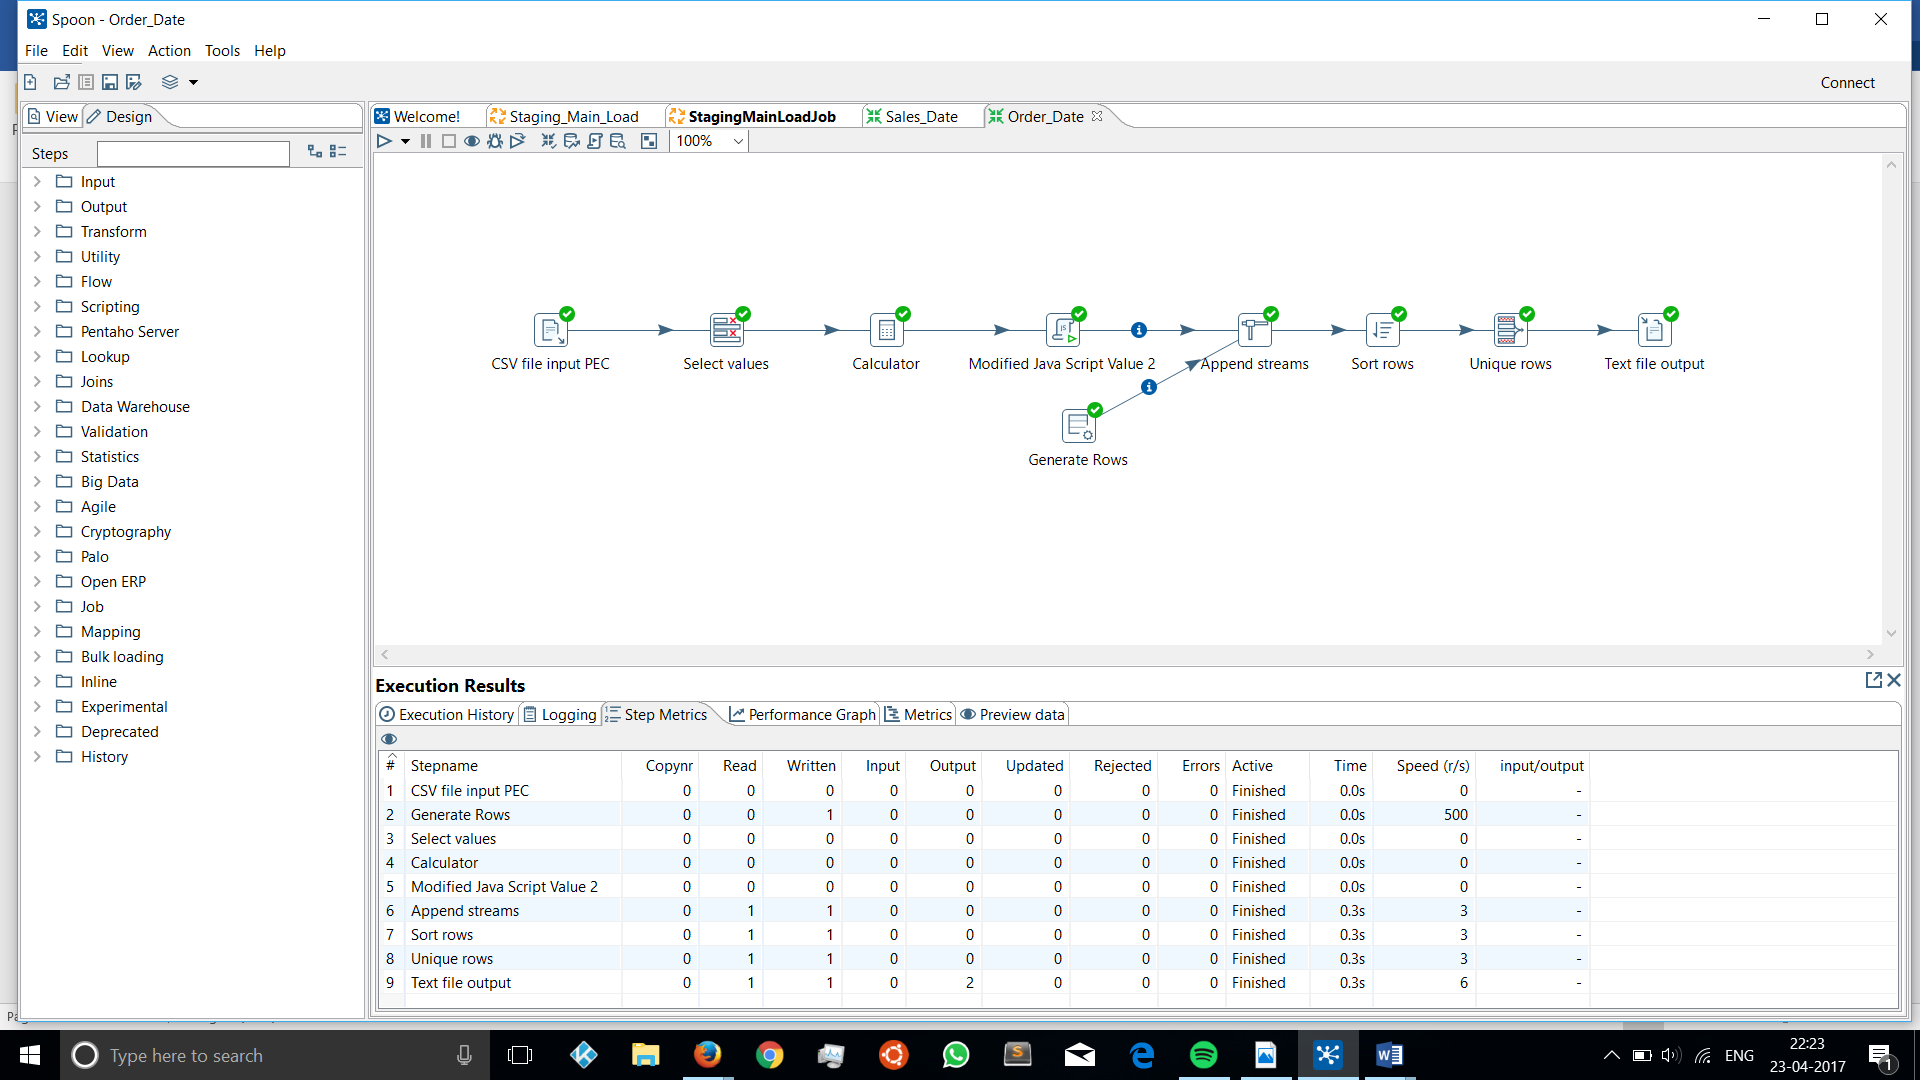 Spoon - Order_Date
File Edit View Action Tools Help
Connect
View Design
Welcome! Staging_Main_Load StagingMainLoadJob Sales_Date Order_Date
100%
Steps
Input
Output
Transform
Utility
Flow
Scripting
Pentaho Server
Lookup
Joins
Data Warehouse
Validation
Statistics
Big Data
Agile
Cryptography
Palo
Open ERP
Job
Mapping
Bulk loading
Inline
Experimental
Deprecated
History
CSV file input PEC Select values Calculator Modified Java Script Value 2 Append streams Sort rows Unique rows Text file output
Generate Rows
Execution Results
Execution History Logging Step Metrics Performance Graph Metrics Preview data
# Stepname Copynr Read Written Input Output Updated Rejected Errors Active Time Speed (r/s) input/output
1 CSV file input PEC 0 0 0 0 0 0 0 0 Finished 0.0s 0 -
2 Generate Rows 0 0 1 0 0 0 0 0 Finished 0.0s 500 -
3 Select values 0 0 0 0 0 0 0 0 Finished 0.0s 0 -
4 Calculator 0 0 0 0 0 0 0 0 Finished 0.0s 0 -
5 Modified Java Script Value 2 0 0 0 0 0 0 0 0 Finished 0.0s 0 -
6 Append streams 0 1 1 0 0 0 0 0 Finished 0.3s 3 -
7 Sort rows 0 1 1 0 0 0 0 0 Finished 0.3s 3 -
8 Unique rows 0 1 1 0 0 0 0 0 Finished 0.3s 3 -
9 Text file output 0 1 1 0 2 0 0 0 Finished 0.3s 6 -
Type here to search
ENG
22:23
23-04-2017
1